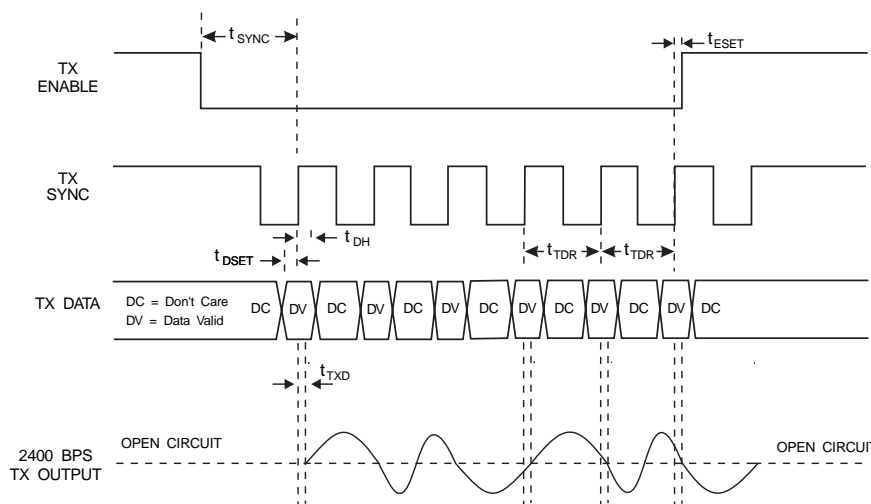 tSYNC
tESET
TX
ENABLE
TX
SYNC
tDH
tDSET
tTDR tTDR
TX DATA
DC = Don't Care
DV = Data Valid
DC DV DC DV DC DV DC DV DC DV DC DV DC
tTXD
2400 BPS
TX OUTPUT
OPEN CIRCUIT
OPEN CIRCUIT